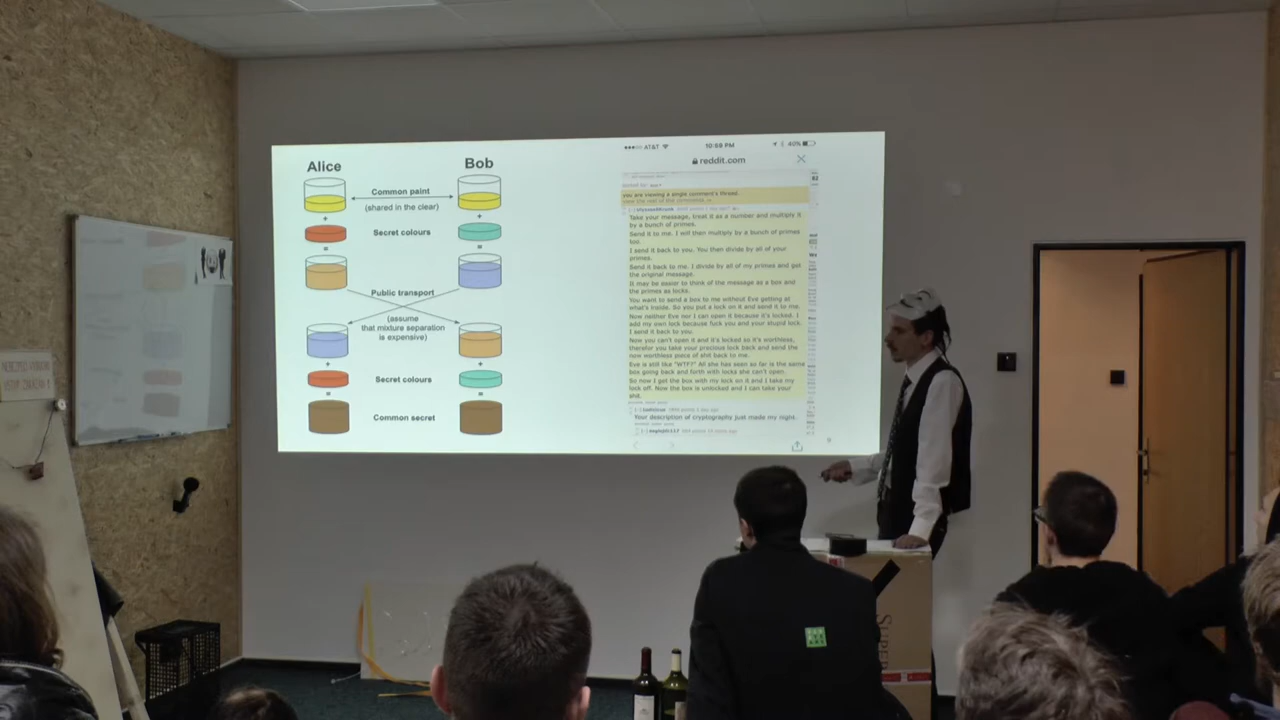 Alice
Bob
Common paint
(shared in the clear)
+
+
Secret colours
=
=
Public transport
(assume
that mixture separation
is expensive)
+
+
Secret colours
=
=
Common secret
AT&T
10:59 PM
40%
reddit.com
you are viewing a single comment's thread.
Take your message, treat it as a number and multiply it
by a bunch of primes.
Send it to me. I will then multiply by a bunch of primes
too.
I send it back to you. You then divide by all of your
primes.
Send it back to me. I divide by all of my primes and get
the original message.
It may be easier to think of the message as a box and
the primes as locks.
You want to send a box to me without Eve getting at
what's inside. So you put a lock on it and send it to me.
Now neither Eve nor I can open it because it's locked. I
add my own lock because fuck you and your stupid lock.
I send it back to you.
Now you can't open it and it's locked so it's worthless,
therefor you take your precious lock back and send the
now worthless piece of shit back to me.
Eve is still like "WTF?" All she has seen so far is the same
box going back and forth with locks she can't open.
So now I get the box with my lock on it and I take my
lock off. Now the box is unlocked and I can take your
shit.
Your description of cryptography just made my night.
SUPER